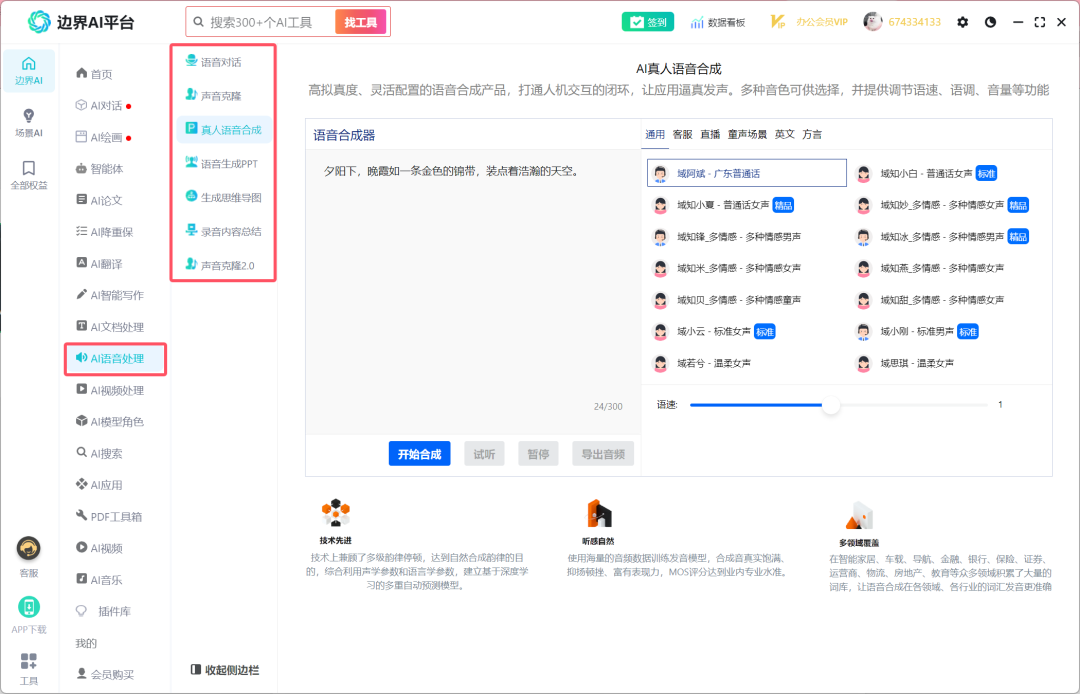 边界AI平台
搜索300+个AI工具
找工具
签到
数据看板
办公会员VIP
674334133
边界AI
场景AI
全部权益
客服
APP下载
工具
首页
AI对话
AI绘画
智能体
AI论文
AI降重保
AI翻译
AI智能写作
AI文档处理
AI语音处理
AI视频处理
AI模型角色
AI搜索
AI应用
PDF工具箱
AI视频
AI音乐
插件库
我的
会员购买
语音对话
声音克隆
真人语音合成
语音生成PPT
生成思维导图
录音内容总结
声音克隆2.0
收起侧边栏
AI真人语音合成
高拟真度、灵活配置的语音合成产品，打通人机交互的闭环，让应用逼真发声。多种音色可供选择，并提供调节语速、语调、音量等功能
语音合成器
夕阳下，晚霞如一条金色的锦带，装点着浩瀚的天空。
24/300
开始合成 试听 暂停 导出音频
通用 客服 直播 童声场景 英文 方言
域阿斌 - 广东普通话
域知小白 - 普通话女声 标准
域知小夏 - 普通话女声 精品
域知妙_多情感 - 多种情感女声 精品
域知锋_多情感 - 多种情感男声
域知冰_多情感 - 多种情感男声 精品
域知米_多情感 - 多种情感女声
域知燕_多情感 - 多种情感女声
域知贝_多情感 - 多种情感童声
域知甜_多情感 - 多种情感女声
域小云 - 标准女声 标准
域小刚 - 标准男声 标准
域若兮 - 温柔女声
域思琪 - 温柔女声
语速:
1
技术先进
技术上兼顾了多级的律停顿，达到自然合成韵律的目
的，综合利用声学参数和语言学参数，建立基于深度学
习的多重自动预测模型。
听感自然
使用海量的音频数据训练发音模型，合成音真实饱满、
抑扬顿挫、富有表现力，MOS评分达到业内专业水准。
多领域覆盖
在智能家居、车载、导航、金融、银行、保险、证券、
运营商、物流、房地产、教育等众多领域积累了大量的
词库，让语音合成在各领域、各行业的词汇发音更准确